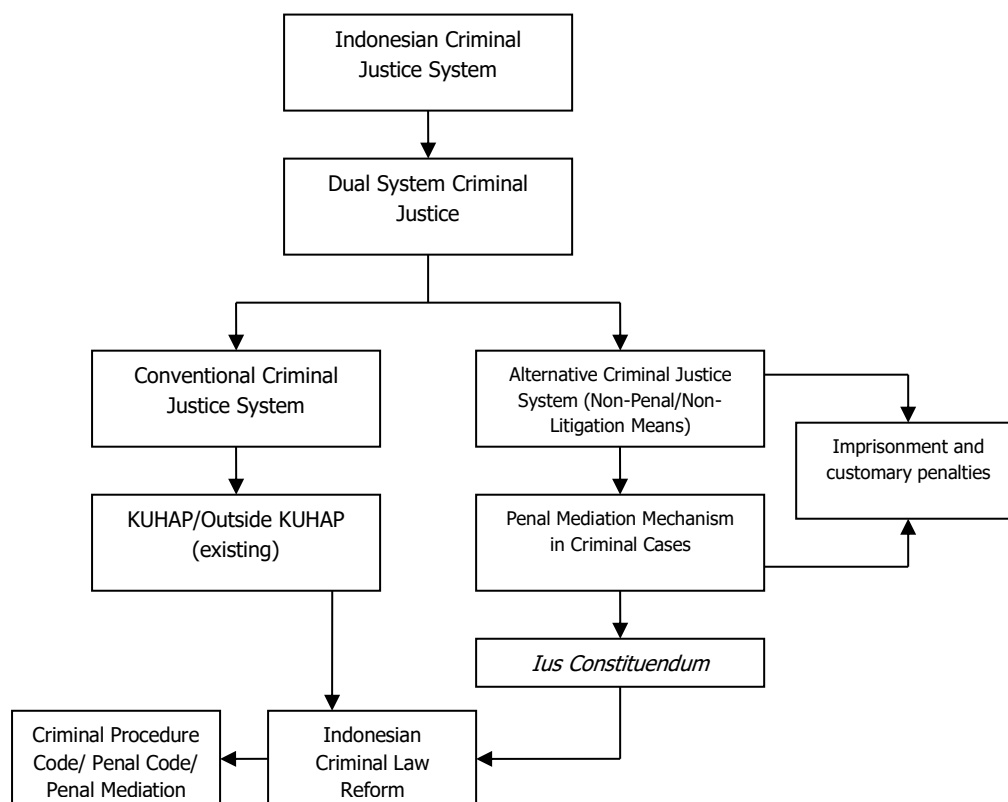 Indonesian Criminal
Justice System
Dual System Criminal
Justice
Conventional Criminal
Justice System
Alternative Criminal Justice
System (Non-Penal/Non-
Litigation Means)
Imprisonment and
customary penalties
KUHAP/Outside KUHAP
(existing)
Penal Mediation Mechanism
in Criminal Cases
Ius Constituendum
Criminal Procedure
Code/ Penal Code/
Penal Mediation
Indonesian
Criminal Law
Reform